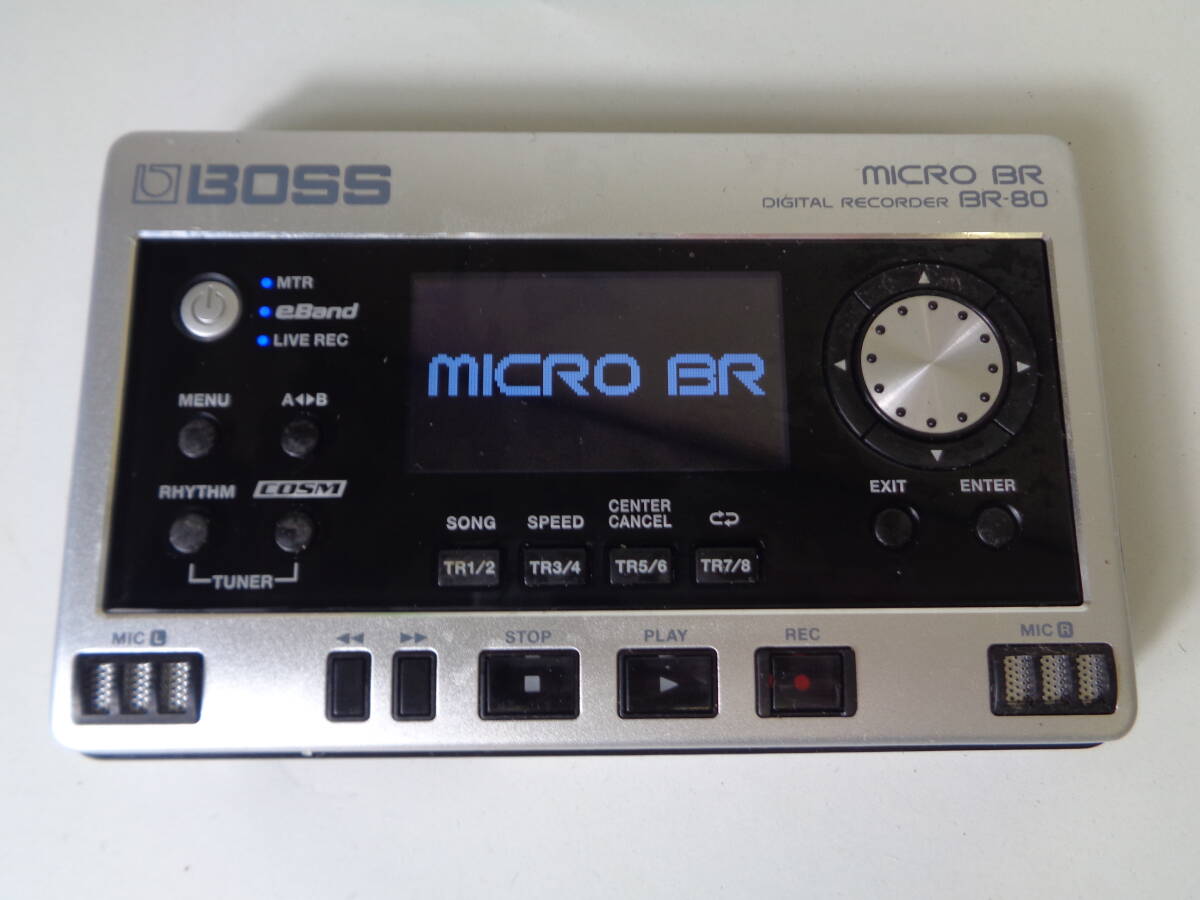 BOSS
MICRO BR
DIGITAL RECORDER BR-80
MTR
eBand
LIVE REC
MICRO BR
MENU
A◀▶B
RHYTHM
COSM
TUNER
EXIT
ENTER
SONG
SPEED
CENTER
CANCEL
TR1/2
TR3/4
TR5/6
TR7/8
MIC L
STOP
PLAY
REC
MIC R